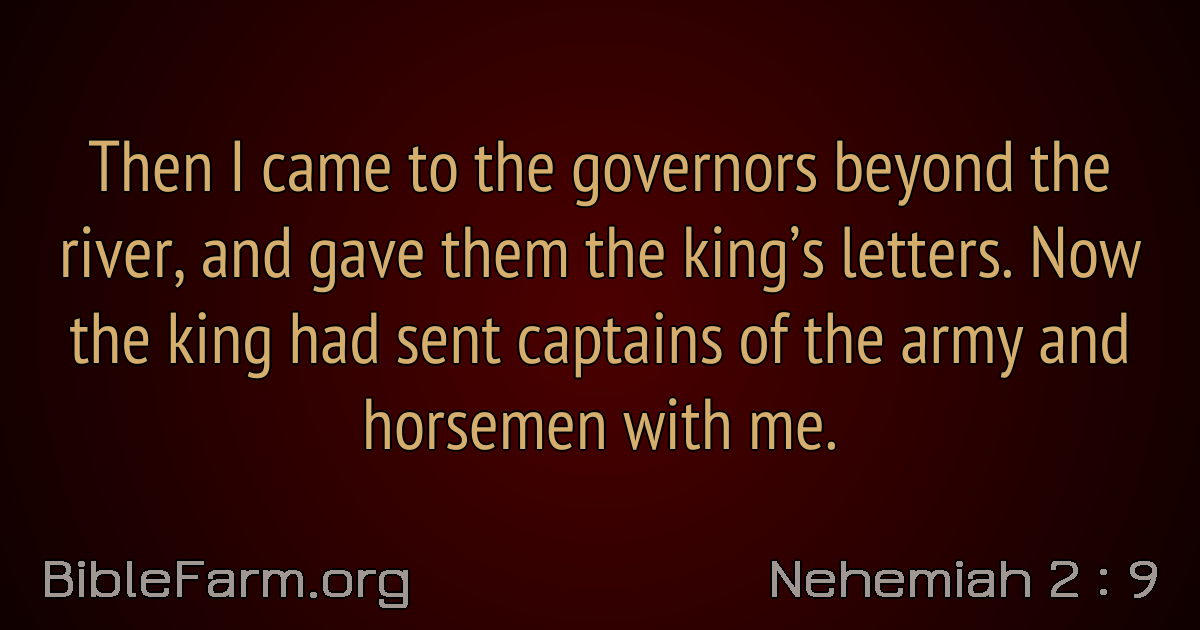 Then I came to the governors beyond the
river, and gave them the king’s letters. Now
the king had sent captains of the army and
horsemen with me.
BibleFarm.org
Nehemiah 2 : 9